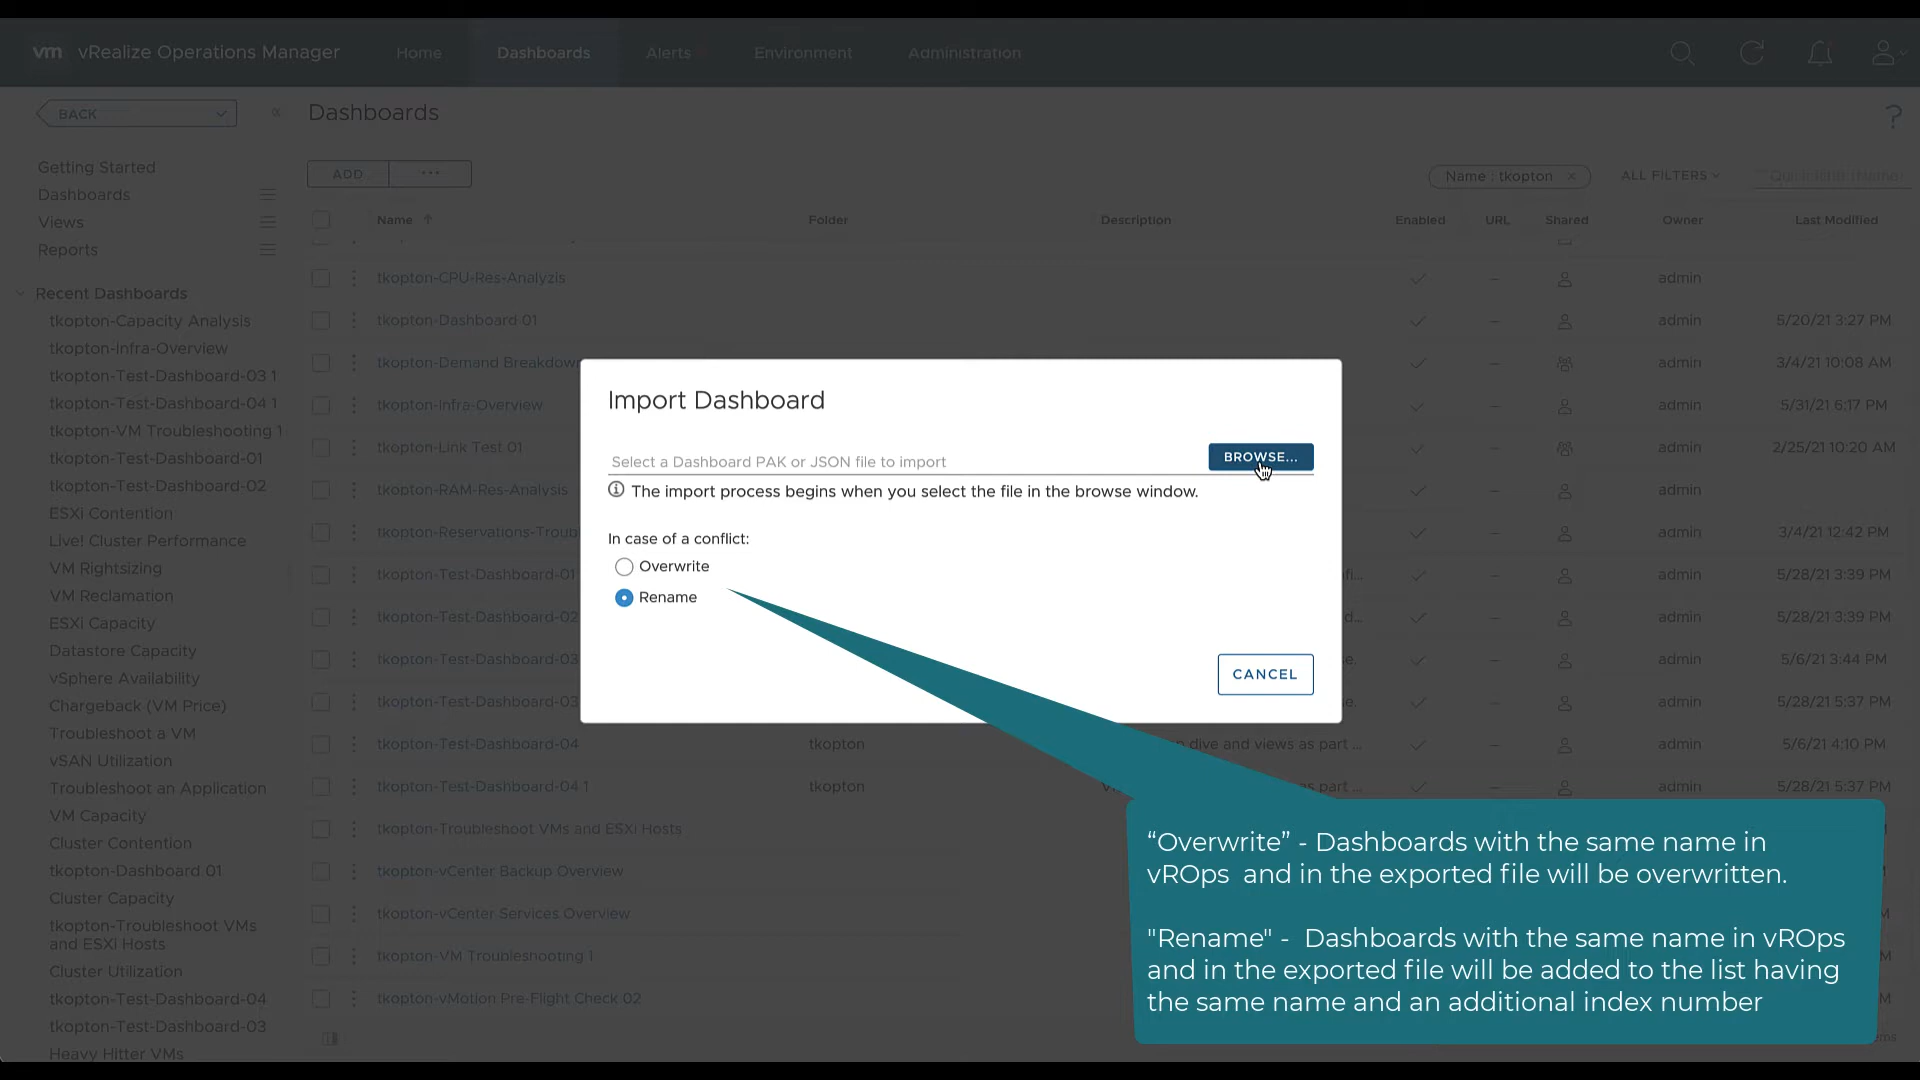 vm vRealize Operations Manager Home Dashboards Alerts Environment Administration
BACK
Dashboards
?
Getting Started
Dashboards
Views
Reports
Recent Dashboards
tkopton-Capacity Analysis
tkopton-Infra-Overview
tkopton-Test-Dashboard-03 1
tkopton-Test-Dashboard-04 1
tkopton-VM Troubleshooting 1
tkopton-Test-Dashboard-01
tkopton-Test-Dashboard-02
ESXi Contention
Live! Cluster Performance
VM Rightsizing
VM Reclamation
ESXi Capacity
Datastore Capacity
vSphere Availability
Chargeback (VM Price)
Troubleshoot a VM
vSAN Utilization
Troubleshoot an Application
VM Capacity
Cluster Contention
tkopton-Dashboard 01
Cluster Capacity
tkopton-Troubleshoot VMs
and ESXi Hosts
Cluster Utilization
tkopton-Test-Dashboard-04
tkopton-Test-Dashboard-03
Heavy Hitter VMs
ADD ...
Name : tkopton × ALL FILTERS
Name Folder Description Enabled URL Shared Owner Last Modified
tkopton-CPU-Res-Analyzis admin
tkopton-Dashboard 01 admin 5/20/21 3:27 PM
tkopton-Demand Breakdow admin 3/4/21 10:08 AM
tkopton-Infra-Overview admin 5/31/21 6:17 PM
tkopton-Link Test 01 admin 2/25/21 10:20 AM
tkopton-RAM-Res-Analysis admin
tkopton-Reservations-Troub admin 3/4/21 12:42 PM
tkopton-Test-Dashboard-01 fi... admin 5/28/21 3:39 PM
tkopton-Test-Dashboard-02 d... admin 5/28/21 3:39 PM
tkopton-Test-Dashboard-03 e. admin 5/6/21 3:44 PM
tkopton-Test-Dashboard-03 e. admin 5/28/21 5:37 PM
tkopton-Test-Dashboard-04 tkopton dive and views as part ... admin 5/6/21 4:10 PM
tkopton-Test-Dashboard-04 1 tkopton as part ... admin 5/28/21 5:37 PM
tkopton-Troubleshoot VMs and ESXi Hosts
tkopton-vCenter Backup Overview
tkopton-vCenter Services Overview
tkopton-VM Troubleshooting 1
tkopton-vMotion Pre-Flight Check 02
Import Dashboard
Select a Dashboard PAK or JSON file to import BROWSE...
The import process begins when you select the file in the browse window.
In case of a conflict:
Overwrite
Rename
CANCEL
“Overwrite” - Dashboards with the same name in
vROps and in the exported file will be overwritten.
"Rename" - Dashboards with the same name in vROps
and in the exported file will be added to the list having
the same name and an additional index number